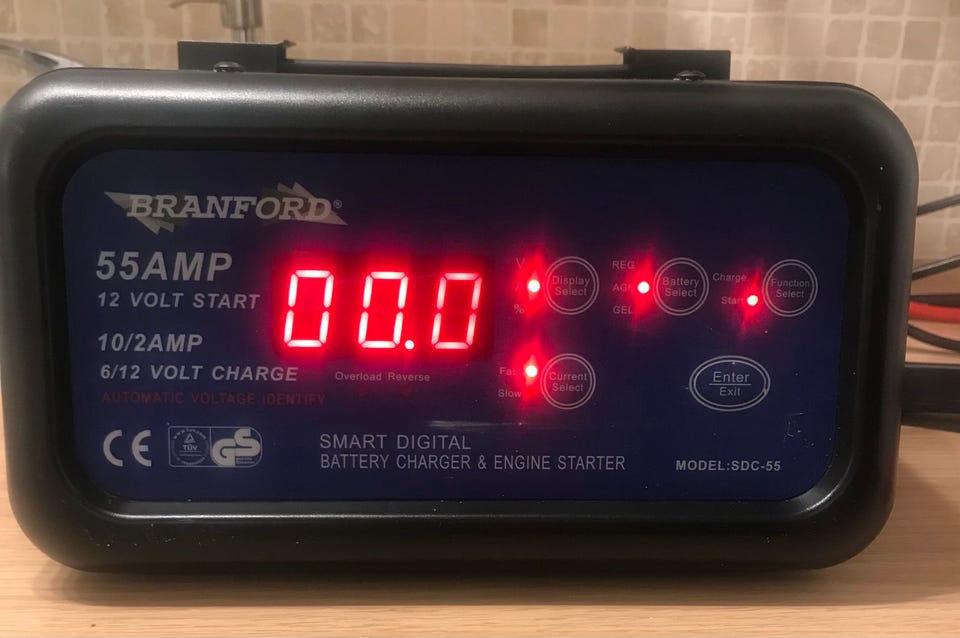 BRANFORD®
55AMP
12 VOLT START
10/2AMP
6/12 VOLT CHARGE
AUTOMATIC VOLTAGE IDENTIFY
00.0
Overload Reverse
V
%
Display
Select
REG
AGM
GEL
Battery
Select
Charge
Start
Function
Select
Fast
Slow
Current
Select
Enter
Exit
CE
TÜV
GS
SMART DIGITAL
BATTERY CHARGER & ENGINE STARTER
MODEL:SDC-55